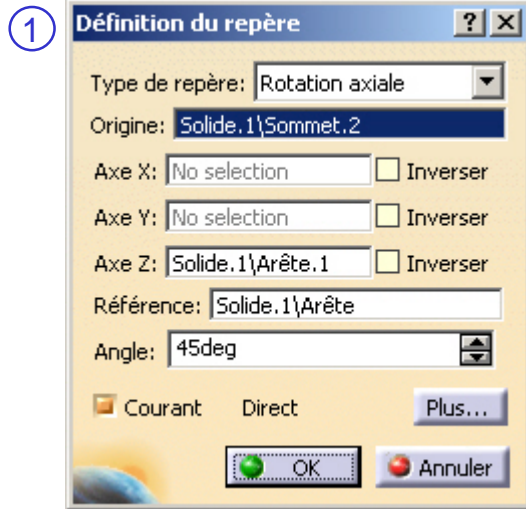 1
Définition du repère ? X
Type de repère: Rotation axiale
Origine: Solide.1\Sommet.2
Axe X: No selection Inverser
Axe Y: No selection Inverser
Axe Z: Solide.1\Arête.1 Inverser
Référence: Solide.1\Arête
Angle: 45deg
Courant Direct Plus...
OK Annuler